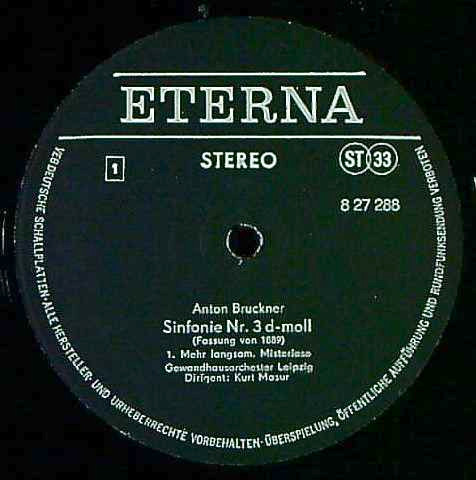 ETERNA
STEREO
ST 33
1
8 27 288
Anton Bruckner
Sinfonie Nr. 3 d-moll
(Fassung von 1889)
1. Mehr langsam. Misterioso
Gewandhausorchester Leipzig
Dirigent: Kurt Masur
VEB DEUTSCHE SCHALLPLATTEN · ALLE HERSTELLER- UND URHEBERRECHTE VORBEHALTEN · ÜBERSPIELUNG, ÖFFENTLICHE AUFFÜHRUNG UND RUNDFUNKSENDUNG VERBOTEN